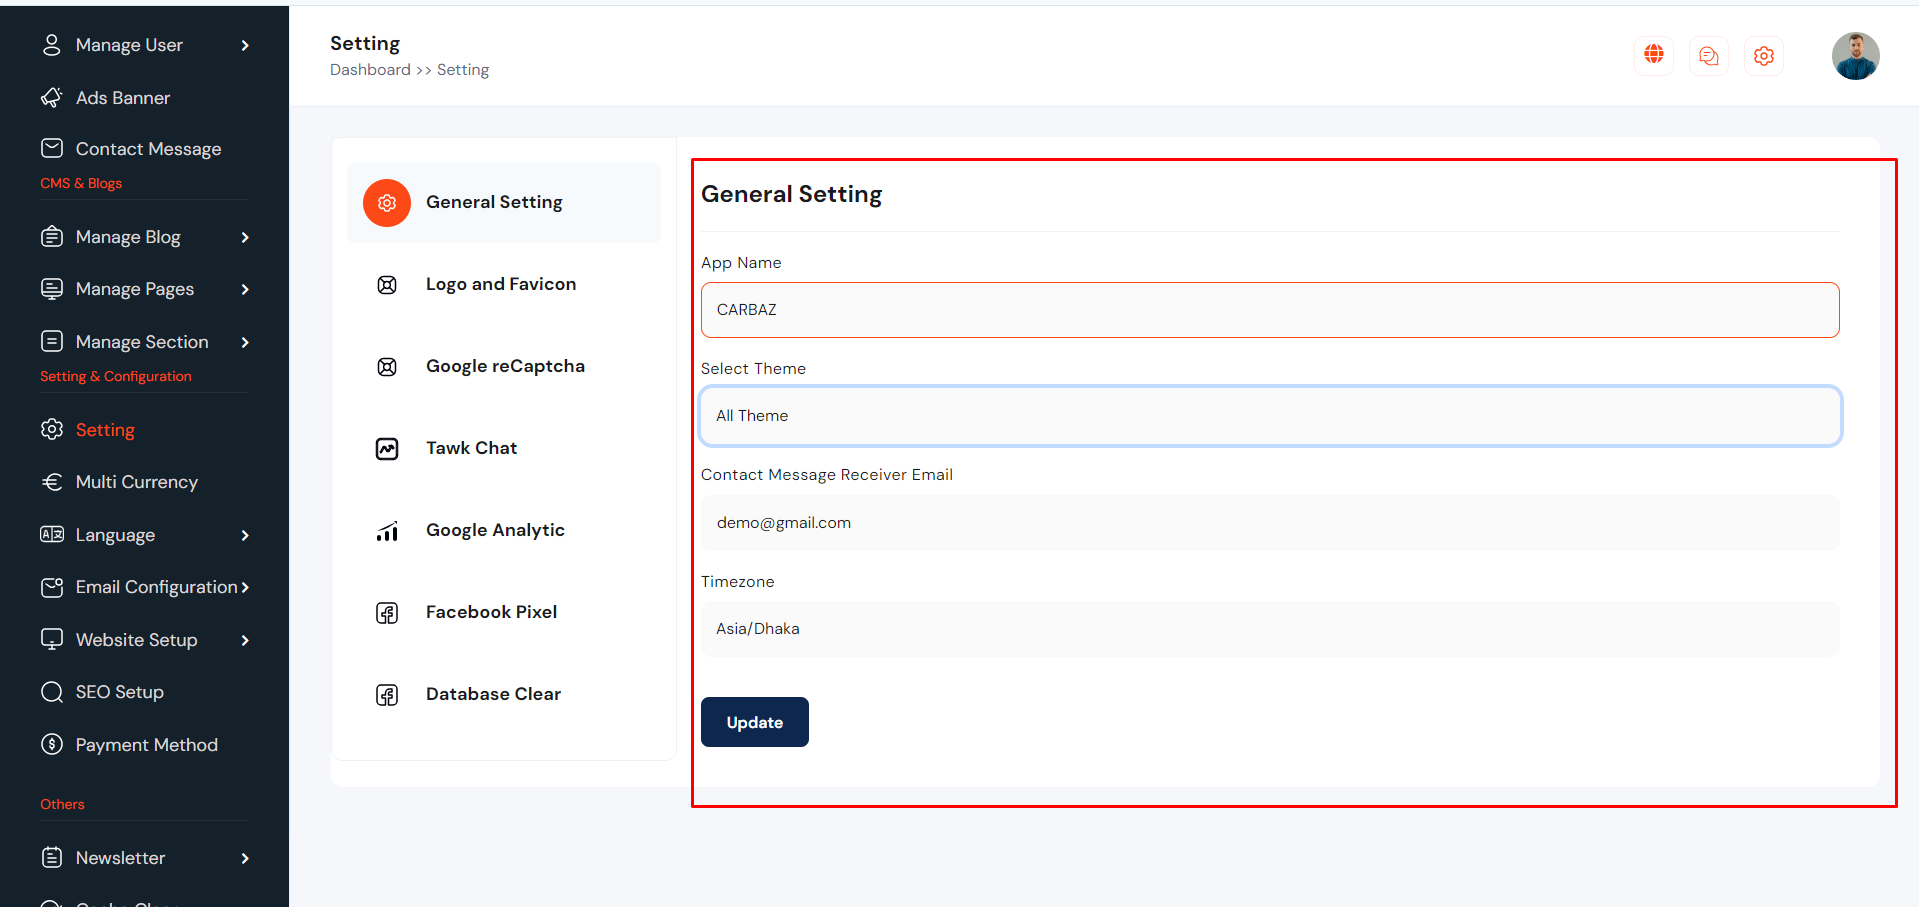 Manage User
Ads Banner
Contact Message
CMS & Blogs
Manage Blog
Manage Pages
Manage Section
Setting & Configuration
Setting
Multi Currency
Language
Email Configuration
Website Setup
SEO Setup
Payment Method
Others
Newsletter
Setting
Dashboard >> Setting
General Setting
Logo and Favicon
Google reCaptcha
Tawk Chat
Google Analytic
Facebook Pixel
Database Clear
General Setting
App Name
CARBAZ
Select Theme
All Theme
Contact Message Receiver Email
demo@gmail.com
Timezone
Asia/Dhaka
Update